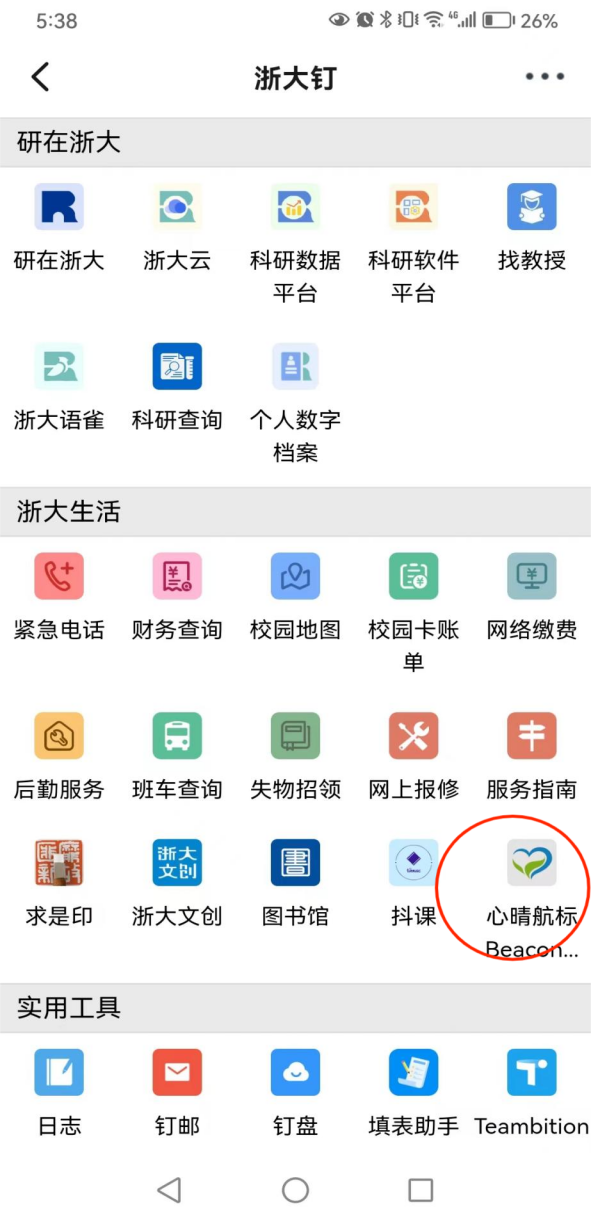 5:38
4G 26%
浙大钉
研在浙大
研在浙大 浙大云 科研数据 科研软件 找教授
平台 平台
浙大语雀 科研查询 个人数字
档案
浙大生活
紧急电话 财务查询 校园地图 校园卡账 网络缴费
单
后勤服务 班车查询 失物招领 网上报修 服务指南
浙大
文创
書
求是印 浙大文创 图书馆 抖课 心晴航标
Beacon...
实用工具
日志 钉邮 钉盘 填表助手 Teambition